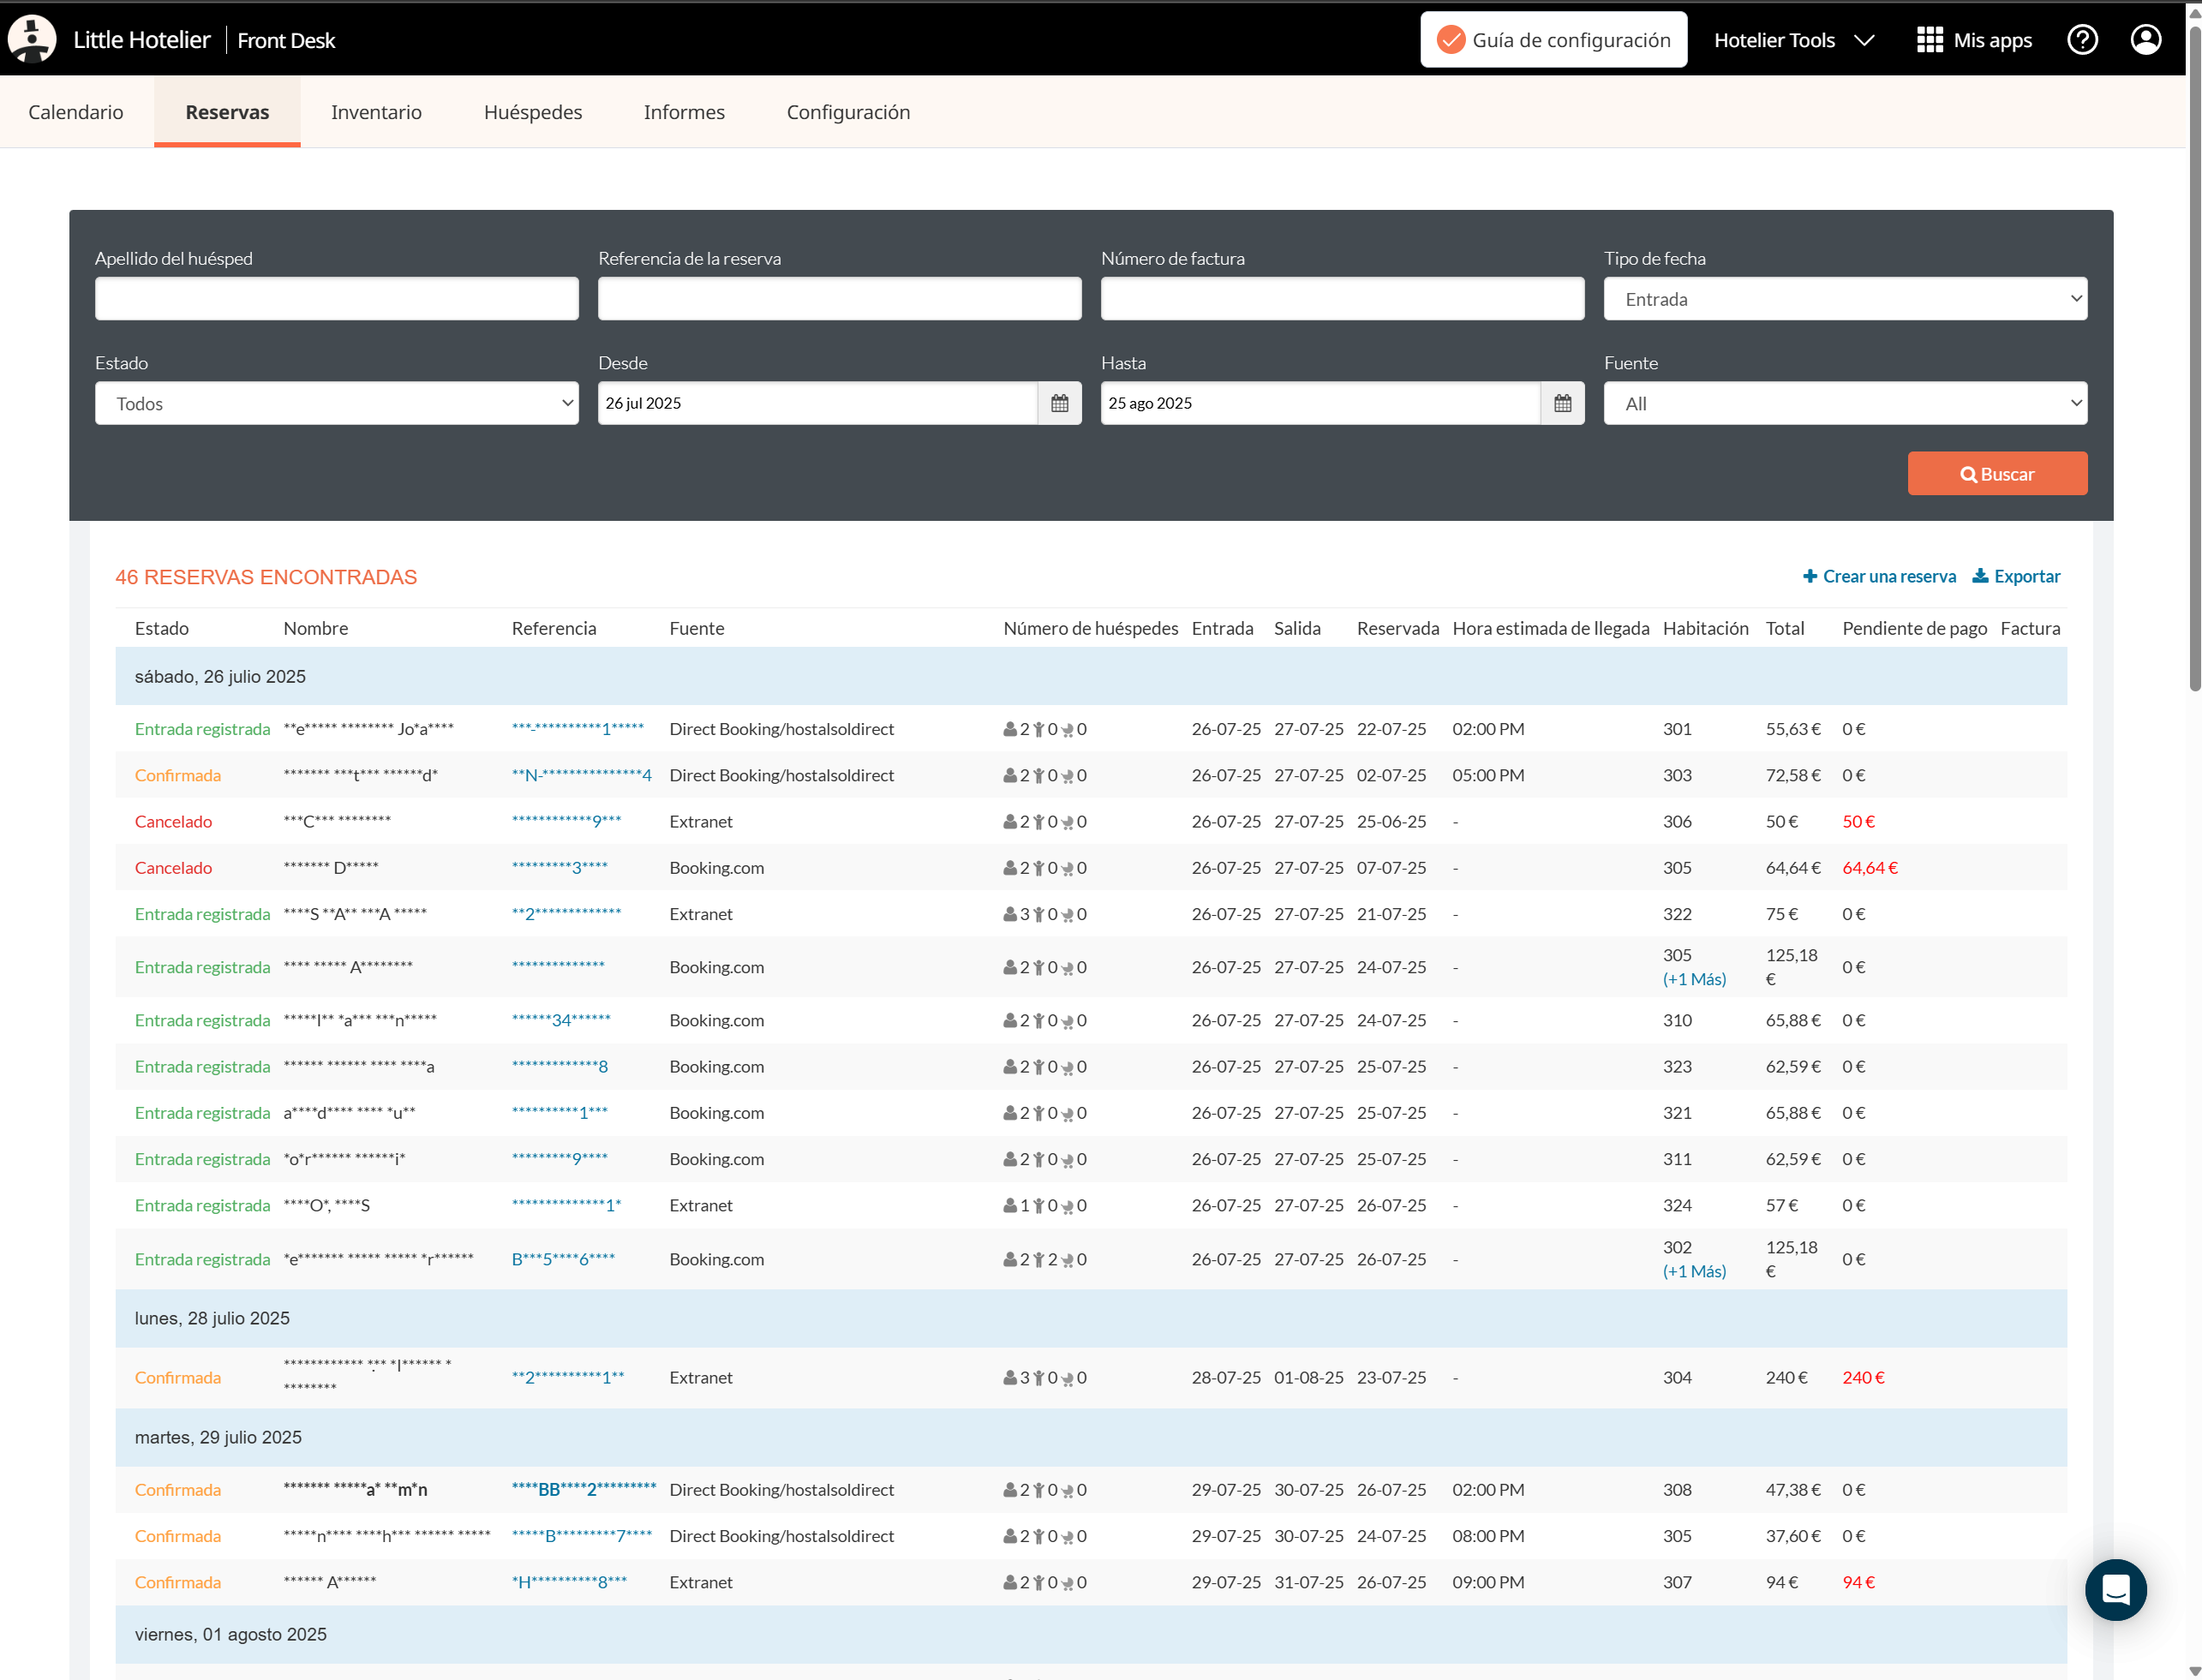 Little Hotelier | Front Desk
Guía de configuración
Hotelier Tools
Mis apps
Calendario Reservas Inventario Huéspedes Informes Configuración
Apellido del huésped Referencia de la reserva Número de factura Tipo de fecha
Entrada
Estado Desde Hasta Fuente
Todos 26 jul 2025 25 ago 2025 All
Buscar
46 RESERVAS ENCONTRADAS
Crear una reserva Exportar
Estado Nombre Referencia Fuente Número de huéspedes Entrada Salida Reservada Hora estimada de llegada Habitación Total Pendiente de pago Factura
sábado, 26 julio 2025
Entrada registrada **e***** ******** Jo*a**** ***-**********1***** Direct Booking/hostalsoldirect 2 0 0 26-07-25 27-07-25 22-07-25 02:00 PM 301 55,63 € 0 €
Confirmada ******* ***t*** ******d* **N-***************4 Direct Booking/hostalsoldirect 2 0 0 26-07-25 27-07-25 02-07-25 05:00 PM 303 72,58 € 0 €
Cancelado ***C*** ******** ************9*** Extranet 2 0 0 26-07-25 27-07-25 25-06-25 - 306 50 € 50 €
Cancelado ******* D***** *********3**** Booking.com 2 0 0 26-07-25 27-07-25 07-07-25 - 305 64,64 € 64,64 €
Entrada registrada ****S **A** ***A ***** **2************* Extranet 3 0 0 26-07-25 27-07-25 21-07-25 - 322 75 € 0 €
Entrada registrada **** ***** A******** ************** Booking.com 2 0 0 26-07-25 27-07-25 24-07-25 - 305 (+1 Más) 125,18 € 0 €
Entrada registrada *****I** *a*** ***n***** ******34****** Booking.com 2 0 0 26-07-25 27-07-25 24-07-25 - 310 65,88 € 0 €
Entrada registrada ****** ****** **** ****a *************8 Booking.com 2 0 0 26-07-25 27-07-25 25-07-25 - 323 62,59 € 0 €
Entrada registrada a****d**** **** *u** **********1*** Booking.com 2 0 0 26-07-25 27-07-25 25-07-25 - 321 65,88 € 0 €
Entrada registrada *o*r****** ******i* *********9**** Booking.com 2 0 0 26-07-25 27-07-25 25-07-25 - 311 62,59 € 0 €
Entrada registrada ****O*, ****S **************1* Extranet 1 0 0 26-07-25 27-07-25 26-07-25 - 324 57 € 0 €
Entrada registrada *e******* ***** ***** *r****** B***5****6**** Booking.com 2 2 0 26-07-25 27-07-25 26-07-25 - 302 (+1 Más) 125,18 € 0 €
lunes, 28 julio 2025
Confirmada ************ *.** *I****** * ******** **2**********1** Extranet 3 0 0 28-07-25 01-08-25 23-07-25 - 304 240 € 240 €
martes, 29 julio 2025
Confirmada ******* *****a* **m*n ****BB****2********* Direct Booking/hostalsoldirect 2 0 0 29-07-25 30-07-25 26-07-25 02:00 PM 308 47,38 € 0 €
Confirmada *****n**** ****h*** ****** ***** *****B*********7**** Direct Booking/hostalsoldirect 2 0 0 29-07-25 30-07-25 24-07-25 08:00 PM 305 37,60 € 0 €
Confirmada ****** A****** *H**********8*** Extranet 2 0 0 29-07-25 31-07-25 26-07-25 09:00 PM 307 94 € 94 €
viernes, 01 agosto 2025